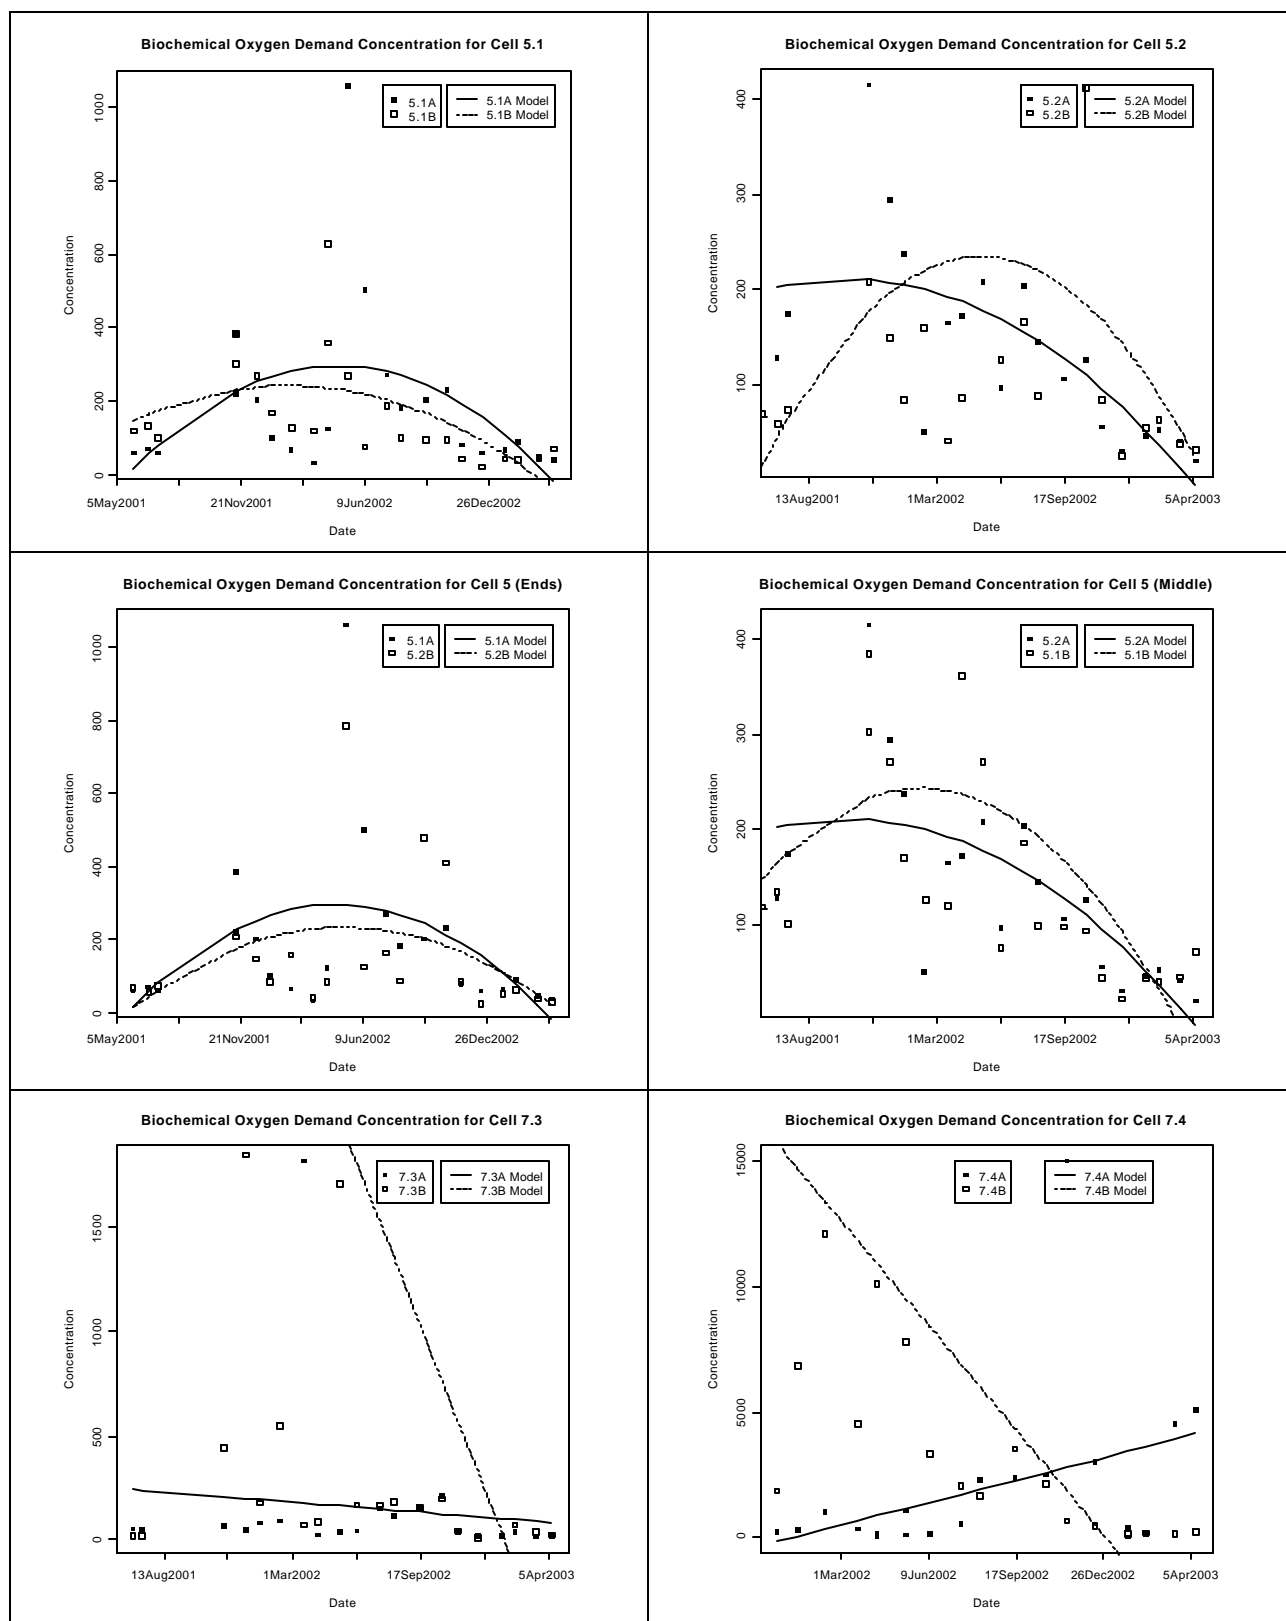 Biochemical Oxygen Demand Concentration for Cell 5.1
5.1A
5.1B
5.1A Model
5.1B Model
Concentration
0
200
400
600
800
1000
5May2001
21Nov2001
9Jun2002
26Dec2002
Date
Biochemical Oxygen Demand Concentration for Cell 5.2
5.2A
5.2B
5.2A Model
5.2B Model
Concentration
100
200
300
400
13Aug2001
1Mar2002
17Sep2002
5Apr2003
Date
Biochemical Oxygen Demand Concentration for Cell 5 (Ends)
5.1A
5.2B
5.1A Model
5.2B Model
Concentration
0
200
400
600
800
1000
5May2001
21Nov2001
9Jun2002
26Dec2002
Date
Biochemical Oxygen Demand Concentration for Cell 5 (Middle)
5.2A
5.1B
5.2A Model
5.1B Model
Concentration
100
200
300
400
13Aug2001
1Mar2002
17Sep2002
5Apr2003
Date
Biochemical Oxygen Demand Concentration for Cell 7.3
7.3A
7.3B
7.3A Model
7.3B Model
Concentration
0
500
1000
1500
13Aug2001
1Mar2002
17Sep2002
5Apr2003
Date
Biochemical Oxygen Demand Concentration for Cell 7.4
7.4A
7.4B
7.4A Model
7.4B Model
Concentration
0
5000
10000
15000
1Mar2002
9Jun2002
17Sep2002
26Dec2002
5Apr2003
Date